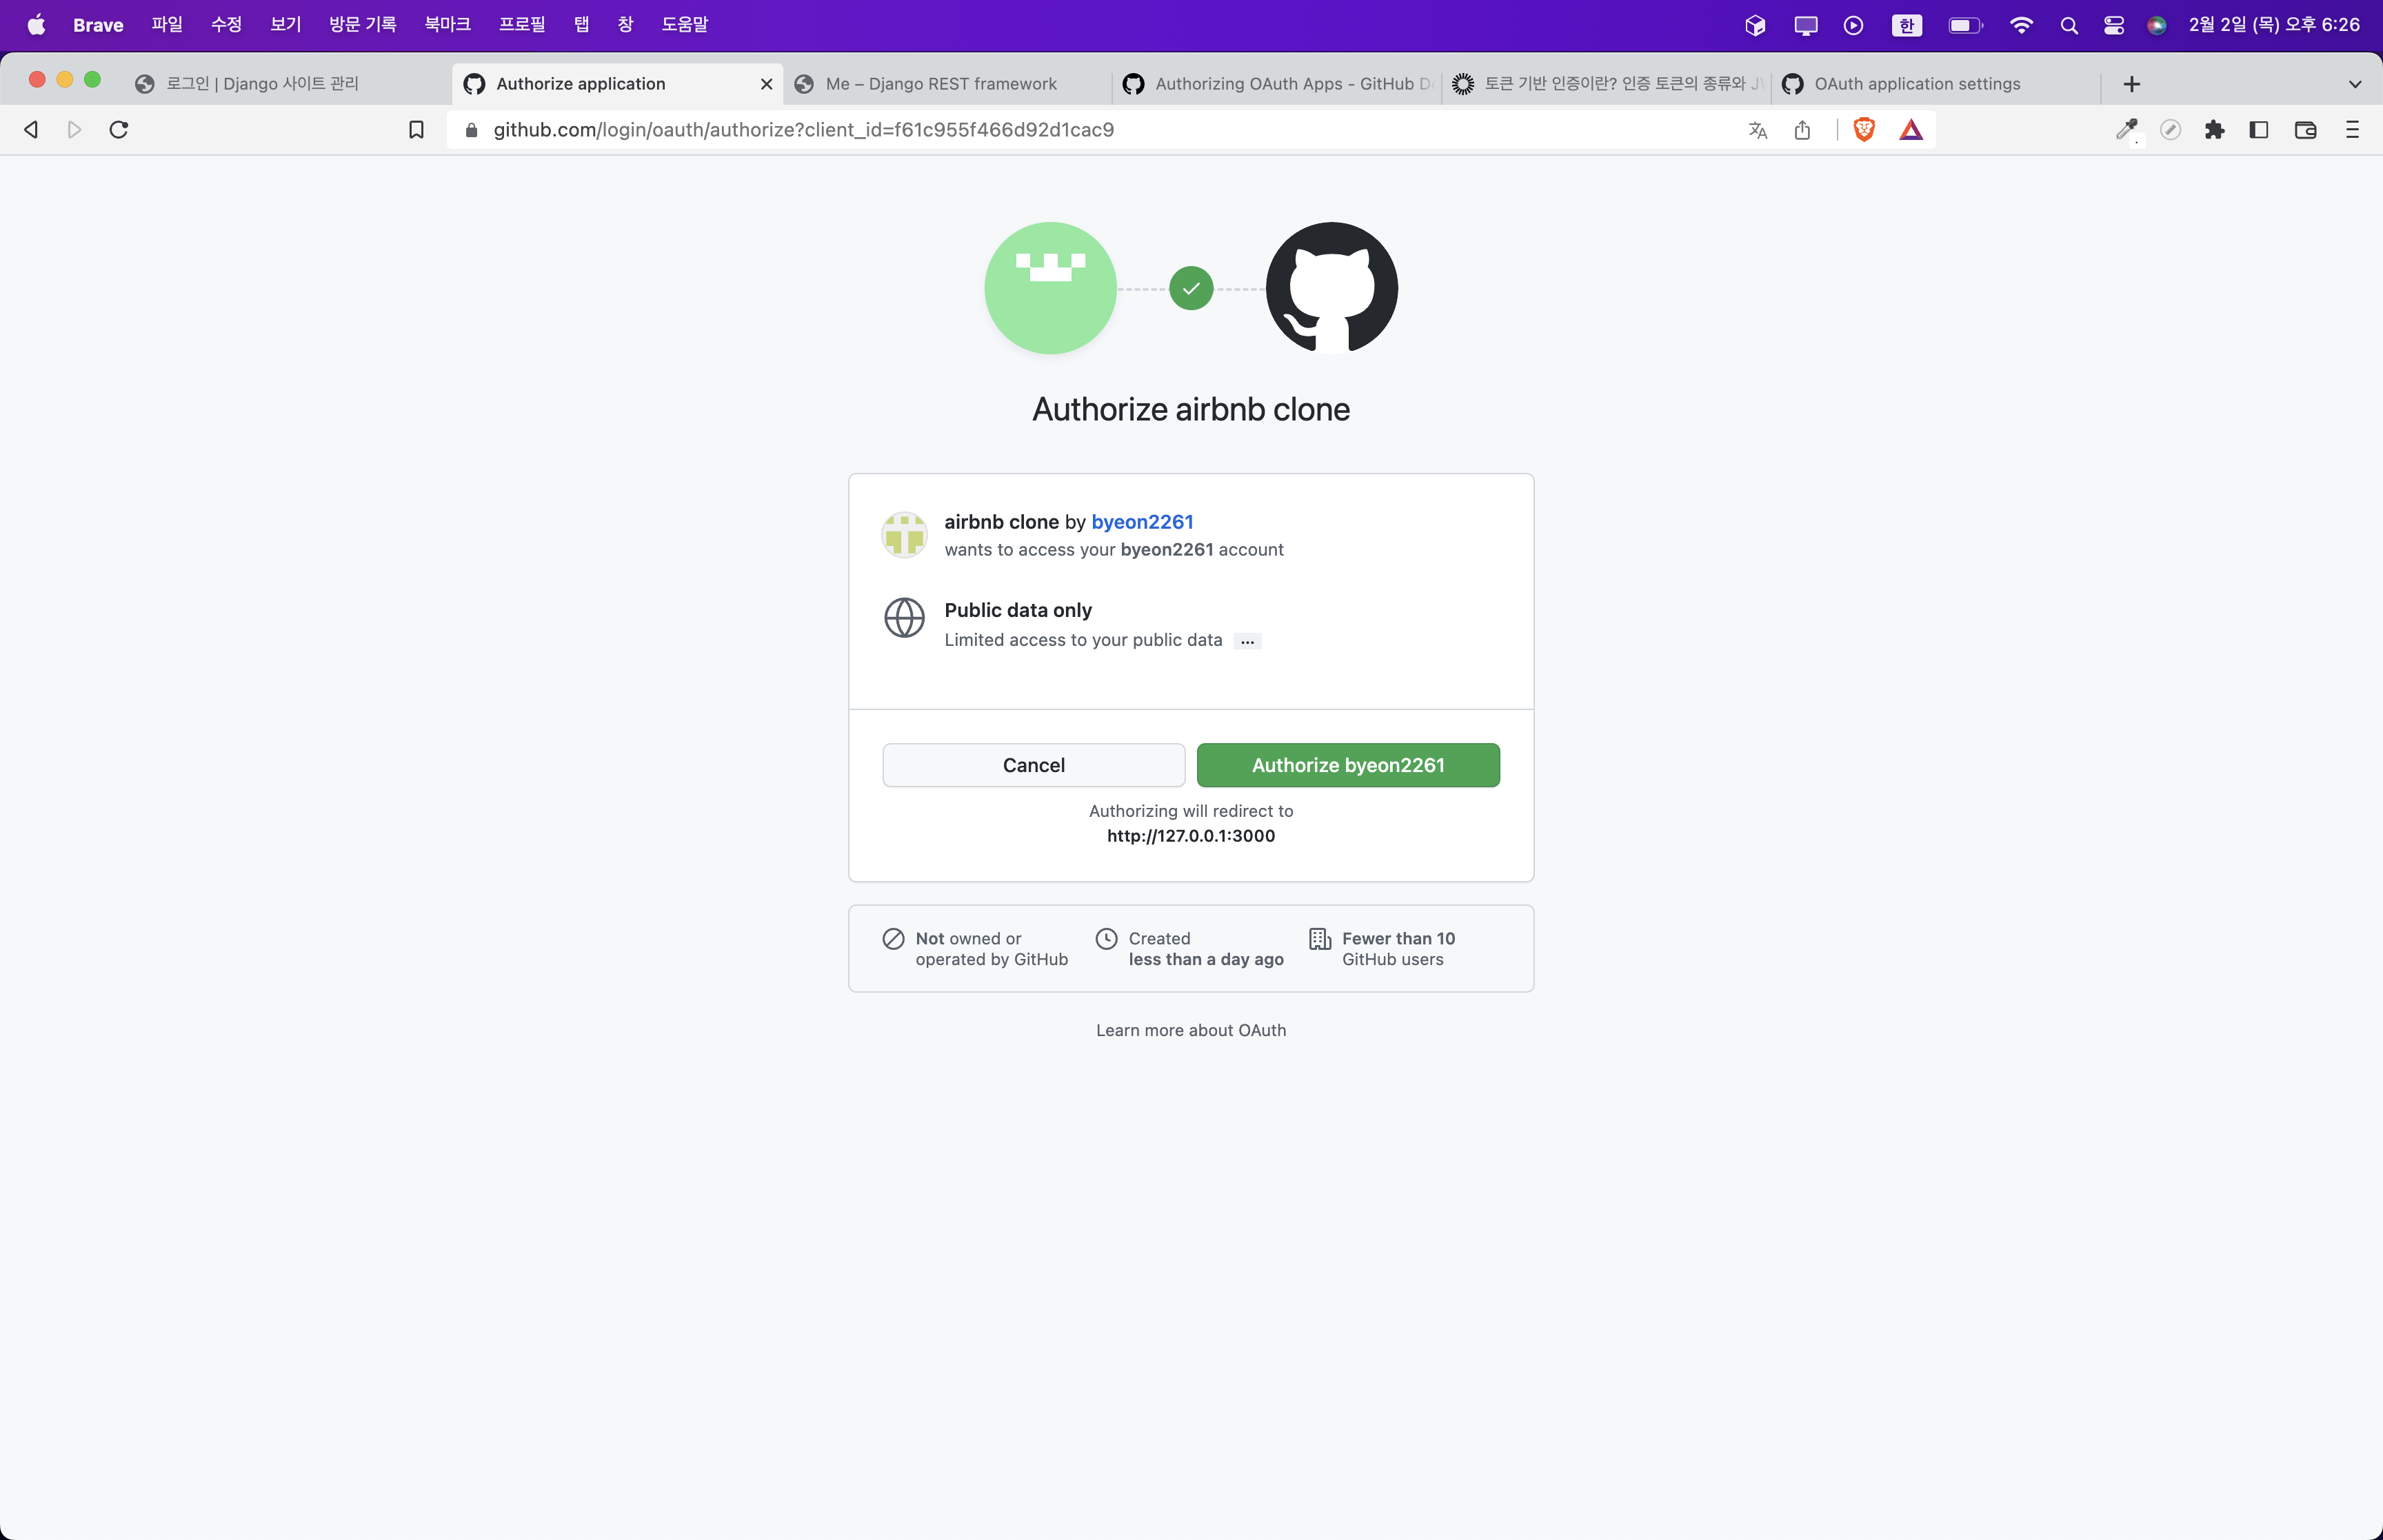 Brave 파일 수정 보기 방문 기록 북마크 프로필 탭 창 도움말 한 2월 2일 (목) 오후 6:26
로그인 | Django 사이트 관리 Authorize application Me – Django REST framework Authorizing OAuth Apps - GitHub D 토큰 기반 인증이란? 인증 토큰의 종류와 J OAuth application settings
github.com/login/oauth/authorize?client_id=f61c955f466d92d1cac9
Authorize airbnb clone
airbnb clone by byeon2261
wants to access your byeon2261 account
Public data only
Limited access to your public data ...
Cancel Authorize byeon2261
Authorizing will redirect to
http://127.0.0.1:3000
Not owned or
operated by GitHub
Created
less than a day ago
Fewer than 10
GitHub users
Learn more about OAuth